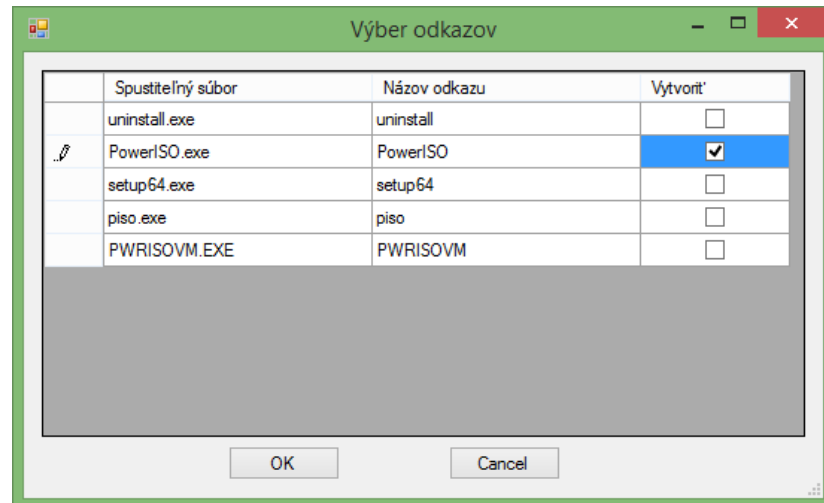 Výber odkazov
Spustiteľný súbor Názov odkazu Vytvoriť
uninstall.exe uninstall
PowerISO.exe PowerISO
setup64.exe setup64
piso.exe piso
PWRISOVM.EXE PWRISOVM
OK Cancel